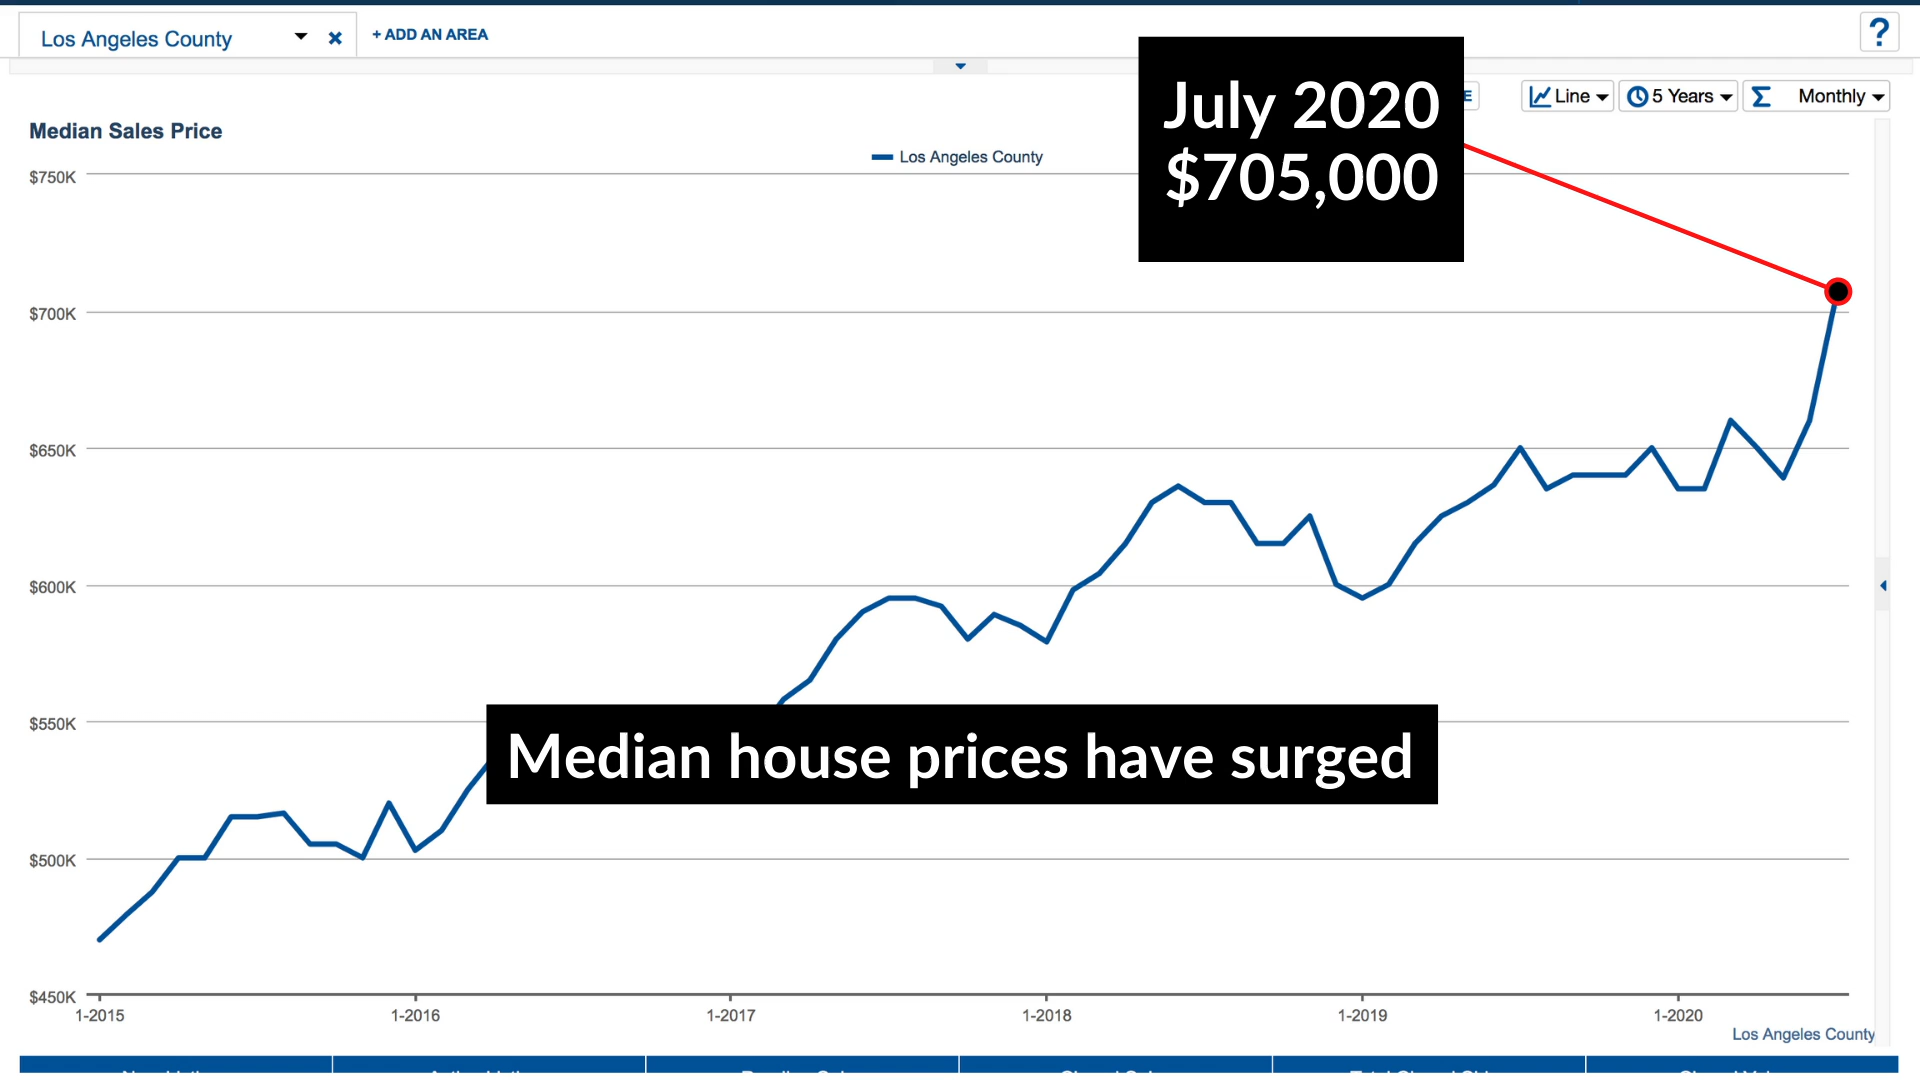 Los Angeles County
+ ADD AN AREA
?
July 2020
$705,000
Line
5 Years
Monthly
Median Sales Price
Los Angeles County
$750K
$700K
$650K
$600K
$550K
Median house prices have surged
$500K
$450K
1-2015 1-2016 1-2017 1-2018 1-2019 1-2020
Los Angeles County